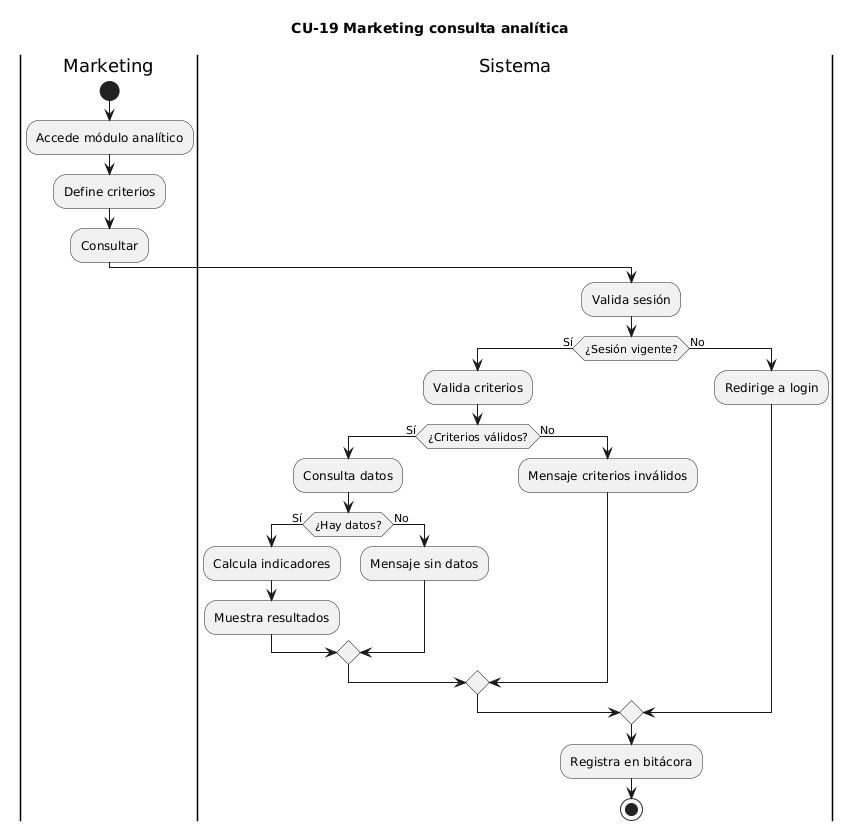 CU-19 Marketing consulta analítica
Marketing
Sistema
Accede módulo analítico
Define criterios
Consultar
Valida sesión
¿Sesión vigente?
Sí
No
Valida criterios
Redirige a login
¿Criterios válidos?
Sí
No
Consulta datos
Mensaje criterios inválidos
¿Hay datos?
Sí
No
Calcula indicadores
Mensaje sin datos
Muestra resultados
Registra en bitácora